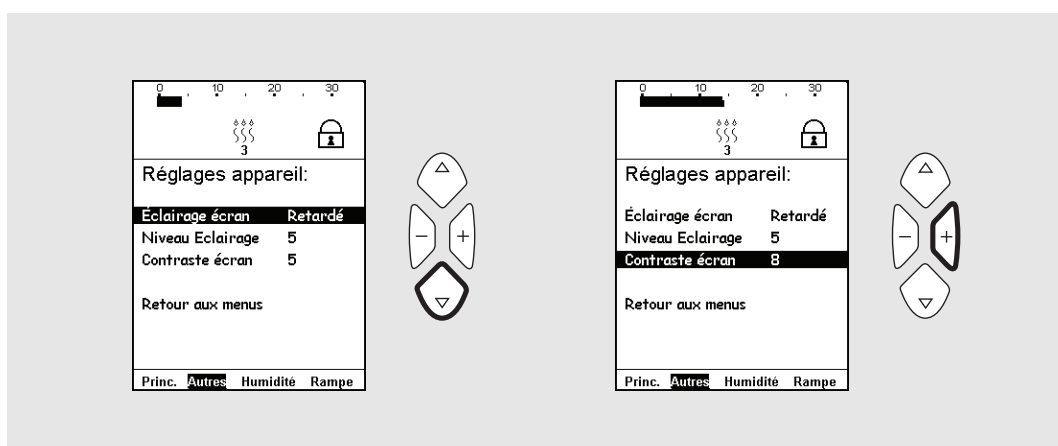 0 10 20 30
3
Réglages appareil:
Éclairage écran Retardé
Niveau Eclairage 5
Contraste écran 5
Retour aux menus
Princ. Autres Humidité Rampe
− +
0 10 20 30
3
Réglages appareil:
Éclairage écran Retardé
Niveau Eclairage 5
Contraste écran 8
Retour aux menus
Princ. Autres Humidité Rampe
− +